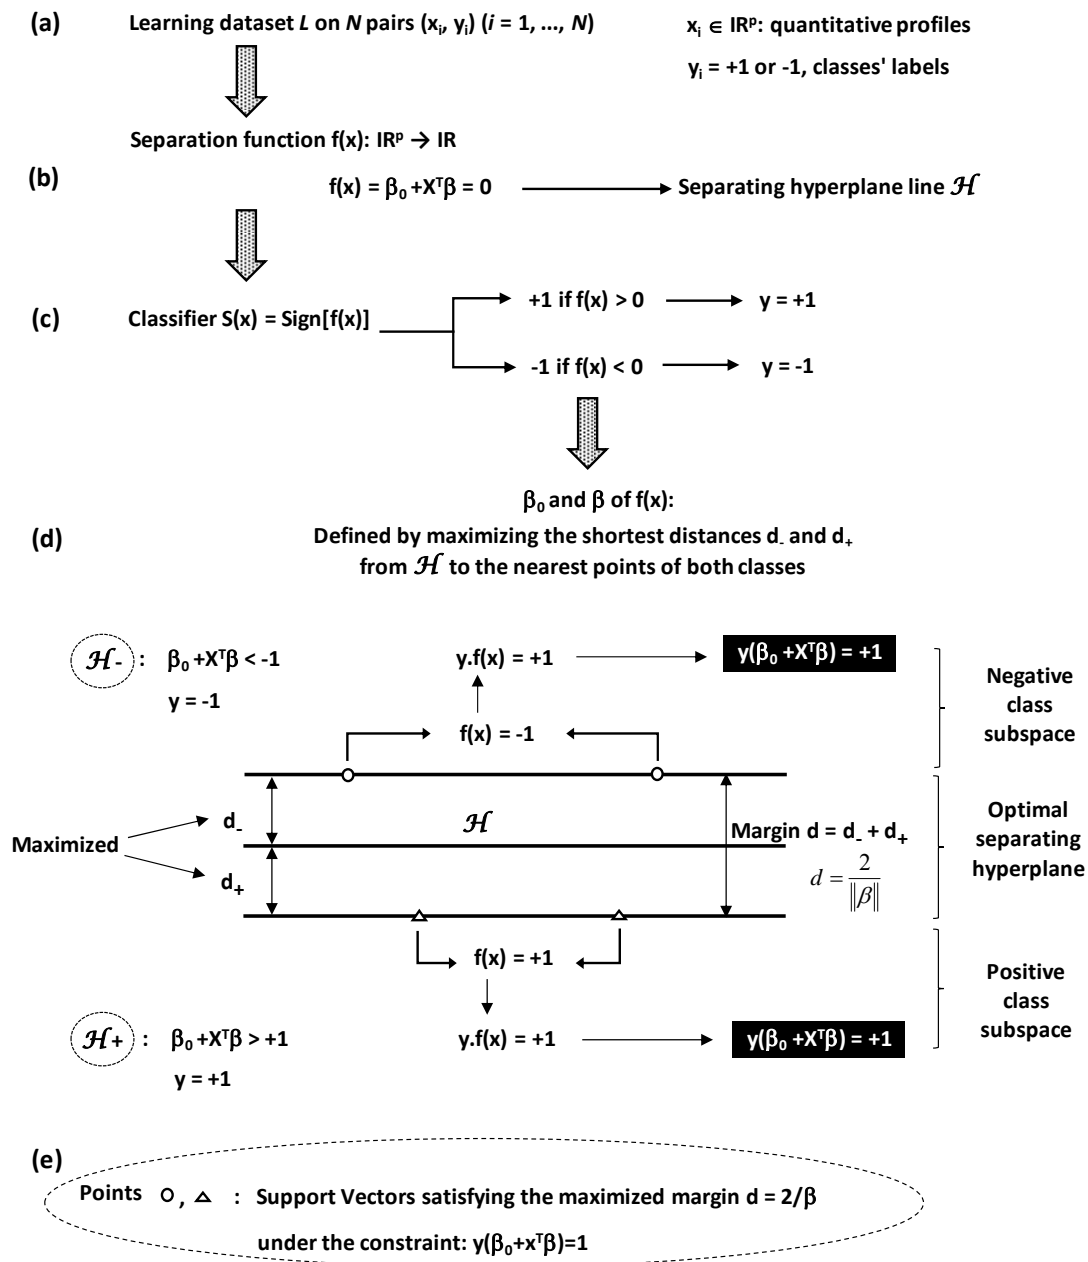 (a) Learning dataset L on N pairs (xᵢ, yᵢ) (i = 1, ..., N)
xᵢ ∈ IRᵖ: quantitative profiles
yᵢ = +1 or -1, classes' labels
Separation function f(x): IRᵖ → IR
(b) f(x) = β₀ +Xᵀβ = 0 → Separating hyperplane line ℋ
+1 if f(x) > 0 → y = +1
(c) Classifier S(x) = Sign[f(x)]
-1 if f(x) < 0 → y = -1
β₀ and β of f(x):
(d) Defined by maximizing the shortest distances d₋ and d₊
from ℋ to the nearest points of both classes
ℋ- : β₀ +Xᵀβ < -1
y = -1
y.f(x) = +1 → y(β₀ +Xᵀβ) = +1
f(x) = -1
Negative
class
subspace
Maximized
d₋
ℋ
d₊
Margin d = d₋ + d₊
d = 2/‖β‖
Optimal
separating
hyperplane
f(x) = +1
ℋ+ : β₀ +Xᵀβ > +1
y = +1
y.f(x) = +1 → y(β₀ +Xᵀβ) = +1
Positive
class
subspace
(e)
Points ○ , △ : Support Vectors satisfying the maximized margin d = 2/β
under the constraint: y(β₀+xᵀβ)=1